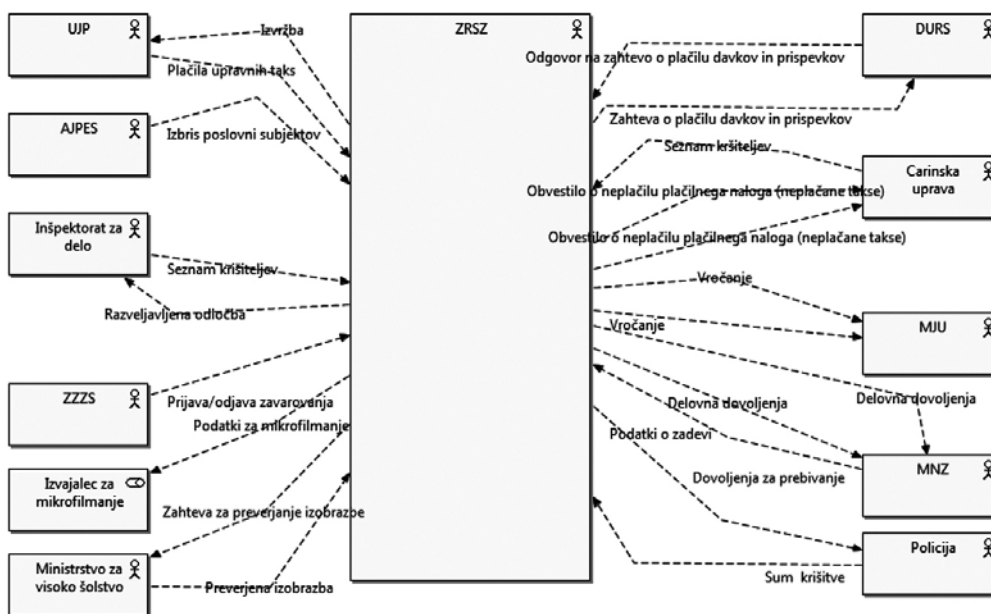 UJP
Izvržba
ZRSZ
DURS
Plačila upravnih taks
Odgovor na zahtevo o plačilu davkov in prispevkov
AJPES
Izbris poslovni subjektov
Zahteva o plačilu davkov in prispevkov
Seznam kršiteljev
Carinska
uprava
Obvestilo o neplačilu plačilnega naloga (neplačane takse)
Inšpektorat za
delo
Obvestilo o neplačilu plačilnega naloga (neplačane takse)
Seznam krišiteljev
Vročanje
Razveljavljena odločba
Vročanje
MJU
ZZZS
Prijava/odjava zavarovanja
Delovna dovoljenja
Delovna dovoljenja
Podatki za mikrofilmanje
Podatki o zadevi
MNZ
Izvajalec za
mikrofilmanje
Dovoljenja za prebivanje
Zahteva za preverjanje izobrazbe
Policija
Ministrstvo za
visoko šolstvo
Preverjena izobrazba
Sum krišitve